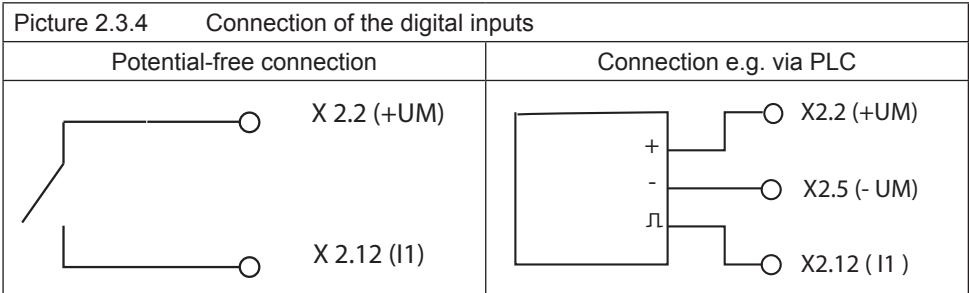 Picture 2.3.4 Connection of the digital inputs
Potential-free connection
Connection e.g. via PLC
X 2.2 (+UM)
X 2.12 (I1)
+
-
⎍
X2.2 (+UM)
X2.5 (- UM)
X2.12 ( I1 )